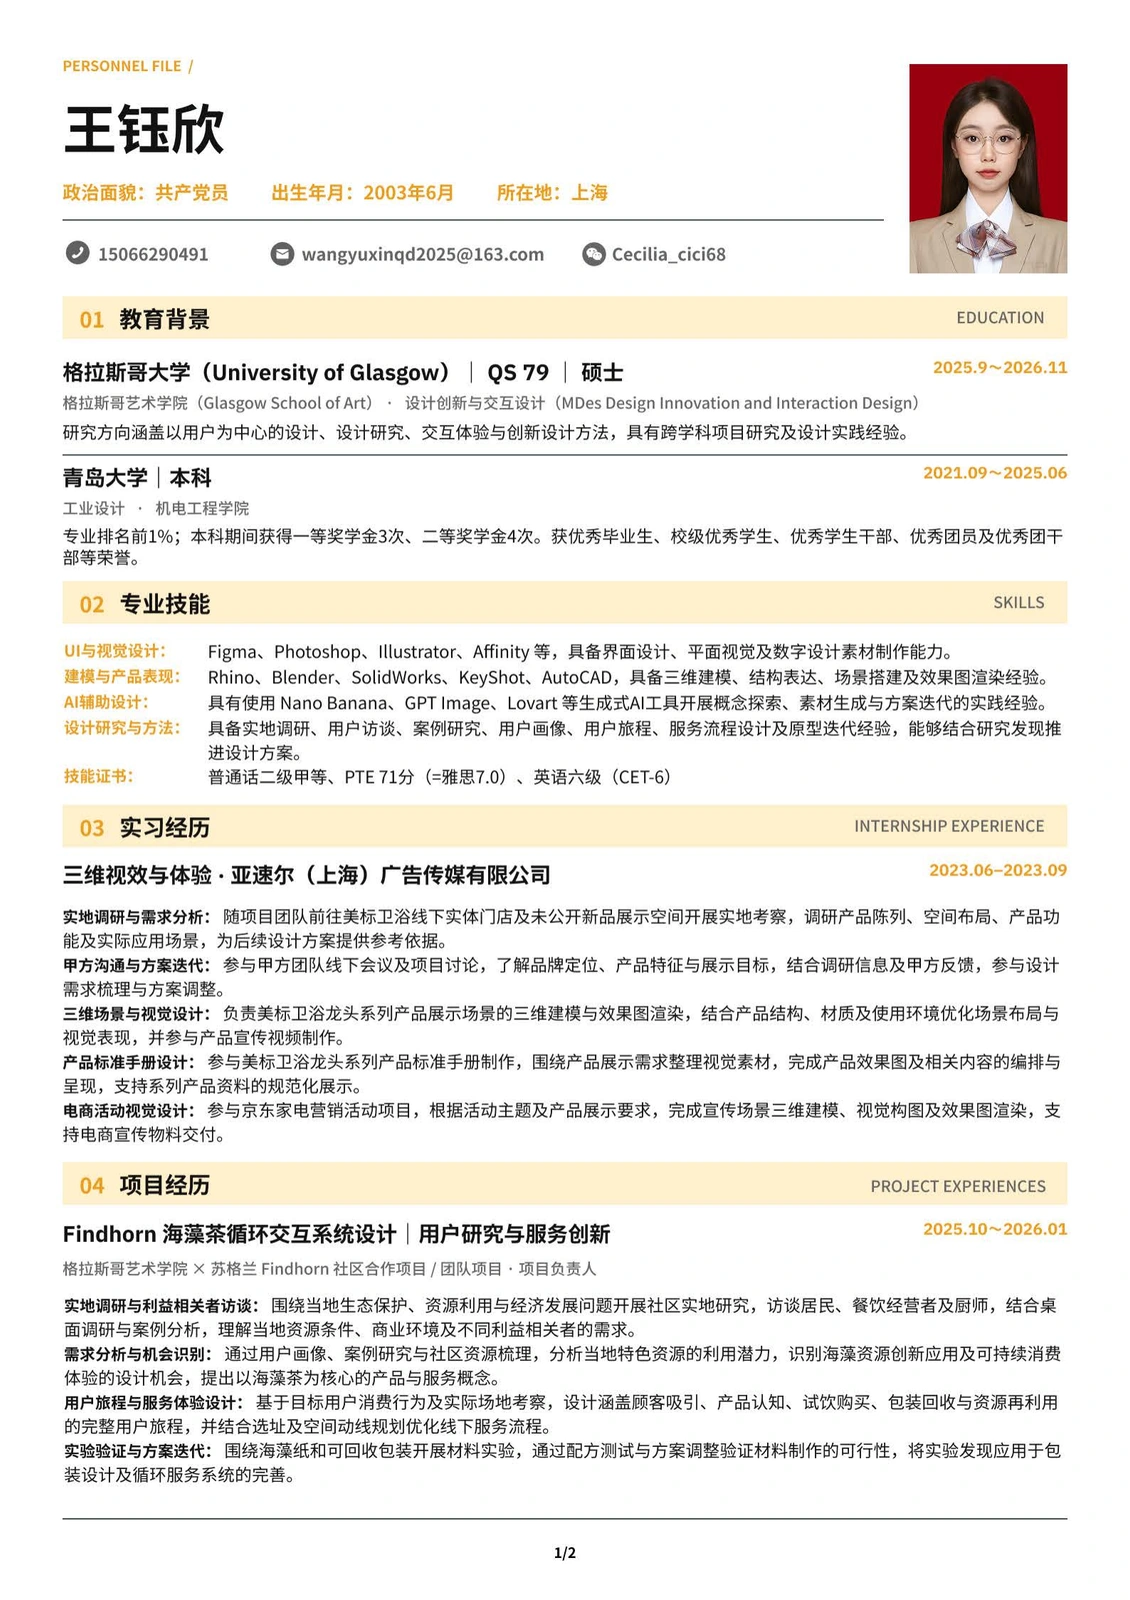 PERSONNEL FILE /
王钰欣
政治面貌：共产党员 出生年月：2003年6月 所在地：上海
15066290491 wangyuxinqd2025@163.com Cecilia_cici68
01 教育背景 EDUCATION
格拉斯哥大学（University of Glasgow）｜ QS 79 ｜ 硕士 2025.9～2026.11
格拉斯哥艺术学院（Glasgow School of Art） · 设计创新与交互设计（MDes Design Innovation and Interaction Design）
研究方向涵盖以用户为中心的设计、设计研究、交互体验与创新设计方法，具有跨学科项目研究及设计实践经验。
青岛大学｜本科 2021.09～2025.06
工业设计 · 机电工程学院
专业排名前1%；本科期间获得一等奖学金3次、二等奖学金4次。获优秀毕业生、校级优秀学生、优秀学生干部、优秀团员及优秀团干
部等荣誉。
02 专业技能 SKILLS
UI与视觉设计： Figma、Photoshop、Illustrator、Affinity 等，具备界面设计、平面视觉及数字设计素材制作能力。
建模与产品表现： Rhino、Blender、SolidWorks、KeyShot、AutoCAD，具备三维建模、结构表达、场景搭建及效果图渲染经验。
AI辅助设计： 具有使用 Nano Banana、GPT Image、Lovart 等生成式AI工具开展概念探索、素材生成与方案迭代的实践经验。
设计研究与方法： 具备实地调研、用户访谈、案例研究、用户画像、用户旅程、服务流程设计及原型迭代经验，能够结合研究发现推
进设计方案。
技能证书： 普通话二级甲等、PTE 71分（=雅思7.0）、英语六级（CET-6）
03 实习经历 INTERNSHIP EXPERIENCE
三维视效与体验 · 亚速尔（上海）广告传媒有限公司 2023.06–2023.09
实地调研与需求分析： 随项目团队前往美标卫浴线下实体门店及未公开新品展示空间开展实地考察，调研产品陈列、空间布局、产品功
能及实际应用场景，为后续设计方案提供参考依据。
甲方沟通与方案迭代： 参与甲方团队线下会议及项目讨论，了解品牌定位、产品特征与展示目标，结合调研信息及甲方反馈，参与设计
需求梳理与方案调整。
三维场景与视觉设计： 负责美标卫浴龙头系列产品展示场景的三维建模与效果图渲染，结合产品结构、材质及使用环境优化场景布局与
视觉表现，并参与产品宣传视频制作。
产品标准手册设计： 参与美标卫浴龙头系列产品标准手册制作，围绕产品展示需求整理视觉素材，完成产品效果图及相关内容的编排与
呈现，支持系列产品资料的规范化展示。
电商活动视觉设计： 参与京东家电营销活动项目，根据活动主题及产品展示要求，完成宣传场景三维建模、视觉构图及效果图渲染，支
持电商宣传物料交付。
04 项目经历 PROJECT EXPERIENCES
Findhorn 海藻茶循环交互系统设计｜用户研究与服务创新 2025.10～2026.01
格拉斯哥艺术学院 × 苏格兰 Findhorn 社区合作项目 / 团队项目 · 项目负责人
实地调研与利益相关者访谈： 围绕当地生态保护、资源利用与经济发展问题开展社区实地研究，访谈居民、餐饮经营者及厨师，结合桌
面调研与案例分析，理解当地资源条件、商业环境及不同利益相关者的需求。
需求分析与机会识别： 通过用户画像、案例研究与社区资源梳理，分析当地特色资源的利用潜力，识别海藻资源创新应用及可持续消费
体验的设计机会，提出以海藻茶为核心的产品与服务概念。
用户旅程与服务体验设计： 基于目标用户消费行为及实际场地考察，设计涵盖顾客吸引、产品认知、试饮购买、包装回收与资源再利用
的完整用户旅程，并结合选址及空间动线规划优化线下服务流程。
实验验证与方案迭代： 围绕海藻纸和可回收包装开展材料实验，通过配方测试与方案调整验证材料制作的可行性，将实验发现应用于包
装设计及循环服务系统的完善。
1/2